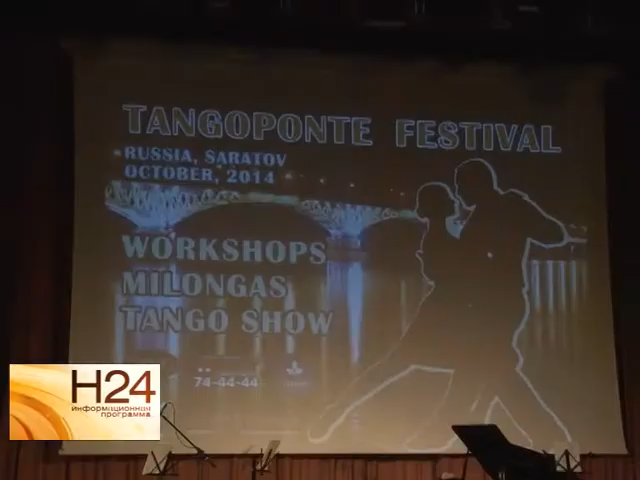 TANGOPONTE FESTIVAL
RUSSIA, SARATOV
OCTOBER, 2014
WORKSHOPS
MILONGAS
TANGO SHOW
74-44-44
Н24
информационная
программа